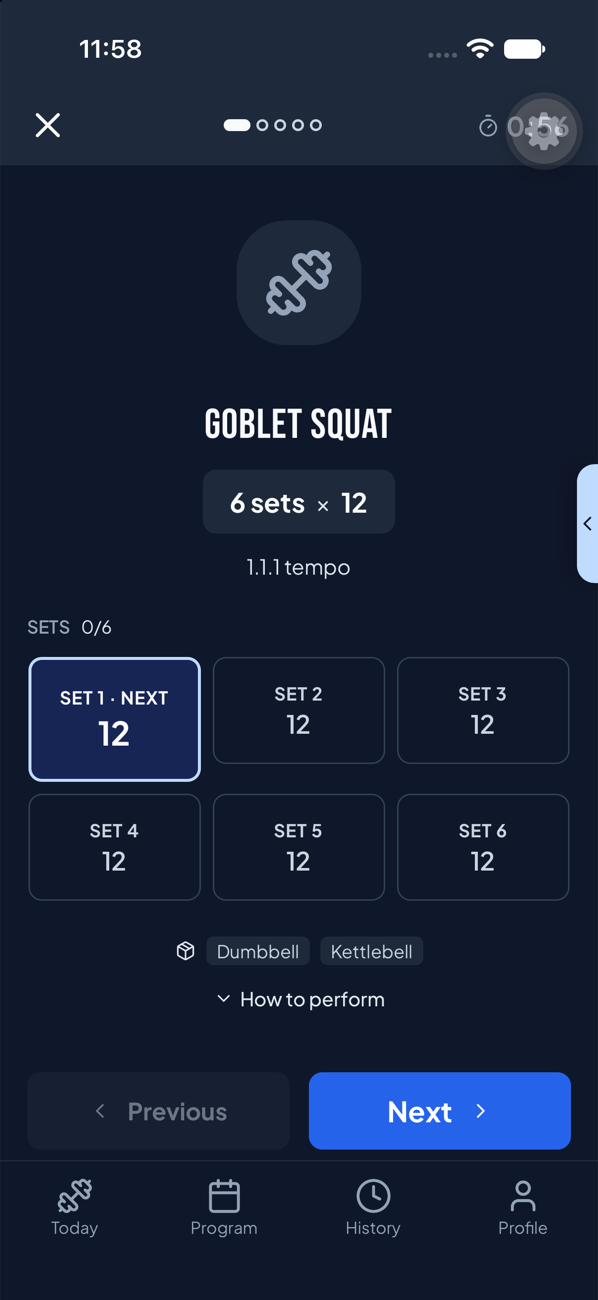 11:58
GOBLET SQUAT
6 sets × 12
1.1.1 tempo
SETS 0/6
SET 1 · NEXT
12
SET 2
12
SET 3
12
SET 4
12
SET 5
12
SET 6
12
Dumbbell
Kettlebell
How to perform
Previous
Next
Today
Program
History
Profile